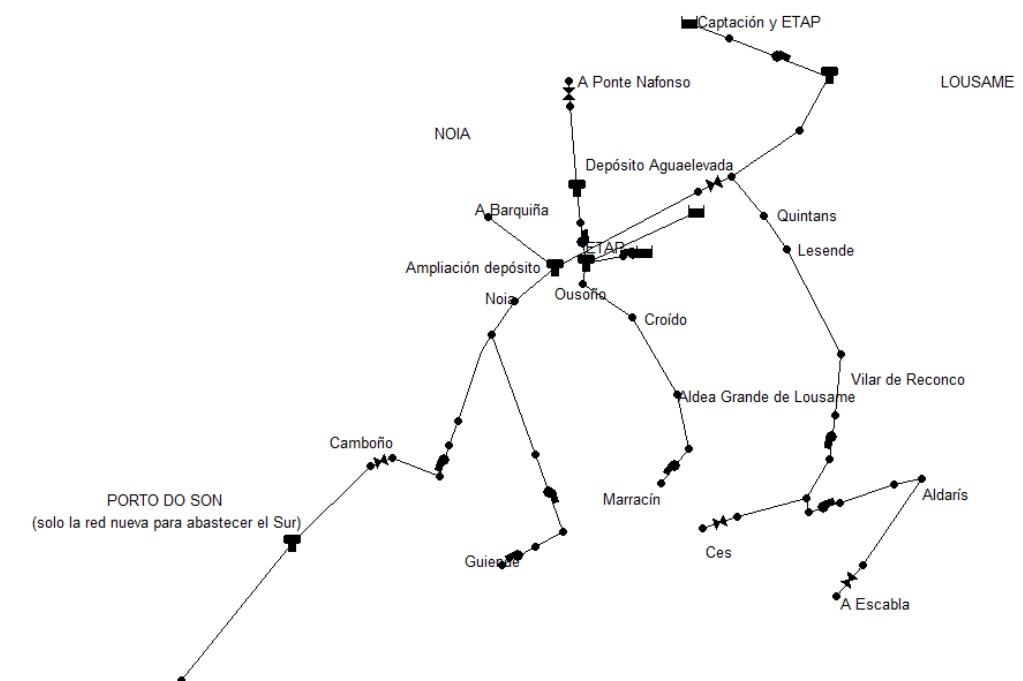 Captación y ETAP
A Ponte Nafonso
LOUSAME
NOIA
Depósito Aguaelevada
A Barquiña
Quintans
ETAP
Lesende
Ampliación depósito
Noia
Ousoño
Croído
Vilar de Reconco
Aldea Grande de Lousame
Camboño
PORTO DO SON
(solo la red nueva para abastecer el Sur)
Marracín
Aldarís
Ces
Guiende
A Escabla